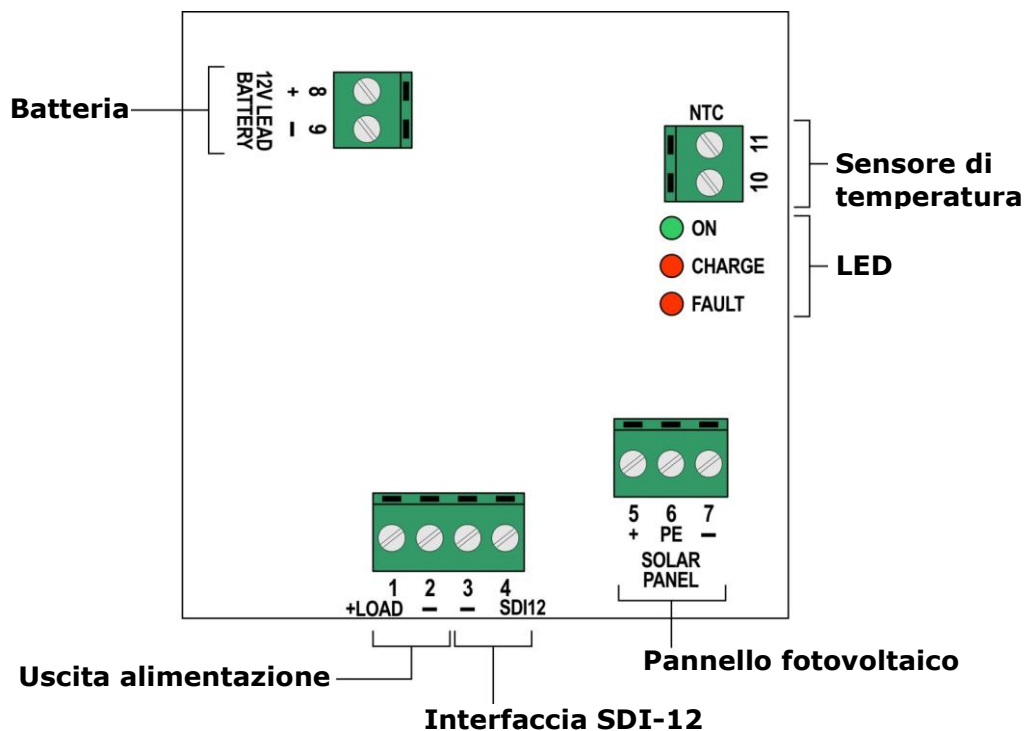 Batteria
12V LEAD
BATTERY
+ 8
− 9
NTC
11
10
Sensore di
temperatura
ON
CHARGE
FAULT
LED
5 6 7
+ PE −
SOLAR
PANEL
1 2 3 4
+LOAD − − SDI12
Pannello fotovoltaico
Uscita alimentazione
Interfaccia SDI-12